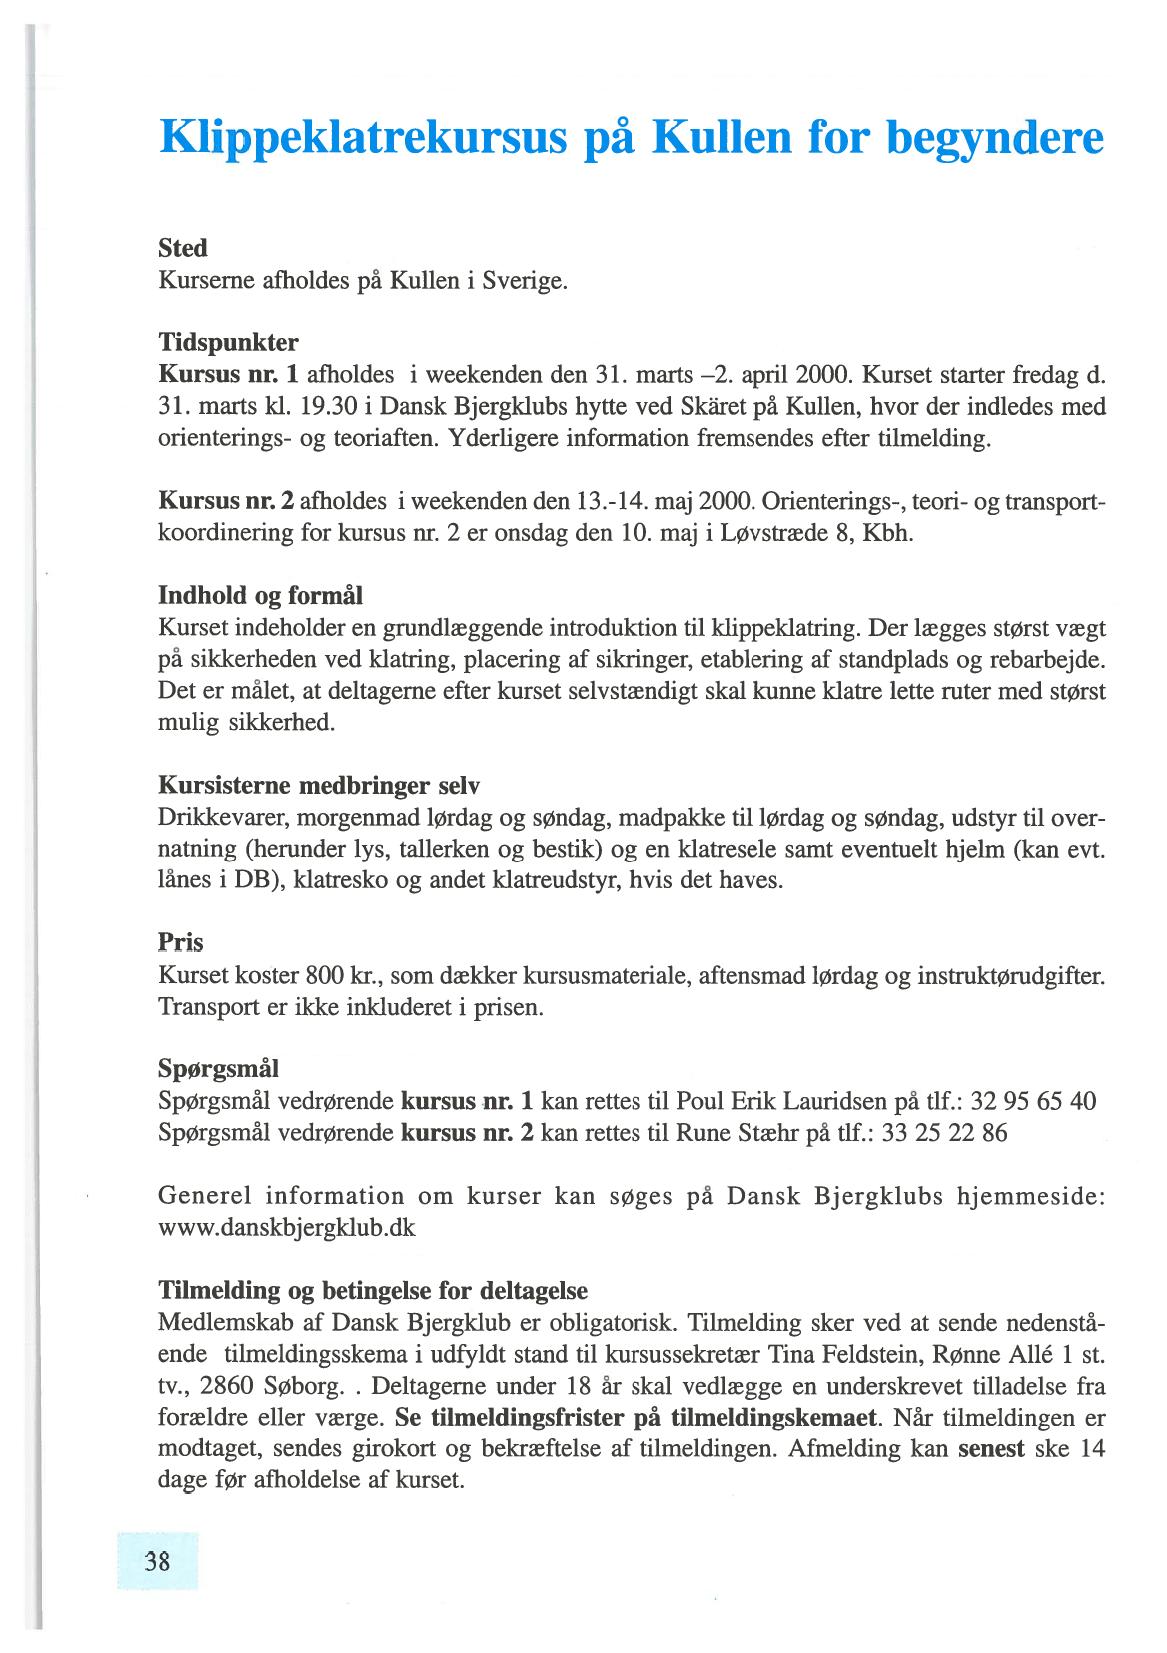 Klippeklatrekursus på Kullen for begyndere
Sted
Kurserne afholdes på Kullen i Sverige.
Tidspunkter
Kursus nr. 1 afholdes i weekenden den 31. marts –2. april 2000. Kurset starter fredag d.
31. marts kl. 19.30 i Dansk Bjergklubs hytte ved Skäret på Kullen, hvor der indledes med
orienterings- og teoriaften. Yderligere information fremsendes efter tilmelding.
Kursus nr. 2 afholdes i weekenden den 13.-14. maj 2000. Orienterings-, teori- og transport-
koordinering for kursus nr. 2 er onsdag den 10. maj i Løvstræde 8, Kbh.
Indhold og formål
Kurset indeholder en grundlæggende introduktion til klippeklatring. Der lægges størst vægt
på sikkerheden ved klatring, placering af sikringer, etablering af standplads og rebarbejde.
Det er målet, at deltagerne efter kurset selvstændigt skal kunne klatre lette ruter med størst
mulig sikkerhed.
Kursisterne medbringer selv
Drikkevarer, morgenmad lørdag og søndag, madpakke til lørdag og søndag, udstyr til over-
natning (herunder lys, tallerken og bestik) og en klatresele samt eventuelt hjelm (kan evt.
lånes i DB), klatresko og andet klatreudstyr, hvis det haves.
Pris
Kurset koster 800 kr., som dækker kursusmateriale, aftensmad lørdag og instruktørudgifter.
Transport er ikke inkluderet i prisen.
Spørgsmål
Spørgsmål vedrørende kursus nr. 1 kan rettes til Poul Erik Lauridsen på tlf.: 32 95 65 40
Spørgsmål vedrørende kursus nr. 2 kan rettes til Rune Stæhr på tlf.: 33 25 22 86
Generel information om kurser kan søges på Dansk Bjergklubs hjemmeside:
www.danskbjergklub.dk
Tilmelding og betingelse for deltagelse
Medlemskab af Dansk Bjergklub er obligatorisk. Tilmelding sker ved at sende nedenstå-
ende tilmeldingsskema i udfyldt stand til kursussekretær Tina Feldstein, Rønne Allé 1 st.
tv., 2860 Søborg. . Deltagerne under 18 år skal vedlægge en underskrevet tilladelse fra
forældre eller værge. Se tilmeldingsfrister på tilmeldingskemaet. Når tilmeldingen er
modtaget, sendes girokort og bekræftelse af tilmeldingen. Afmelding kan senest ske 14
dage før afholdelse af kurset.
38